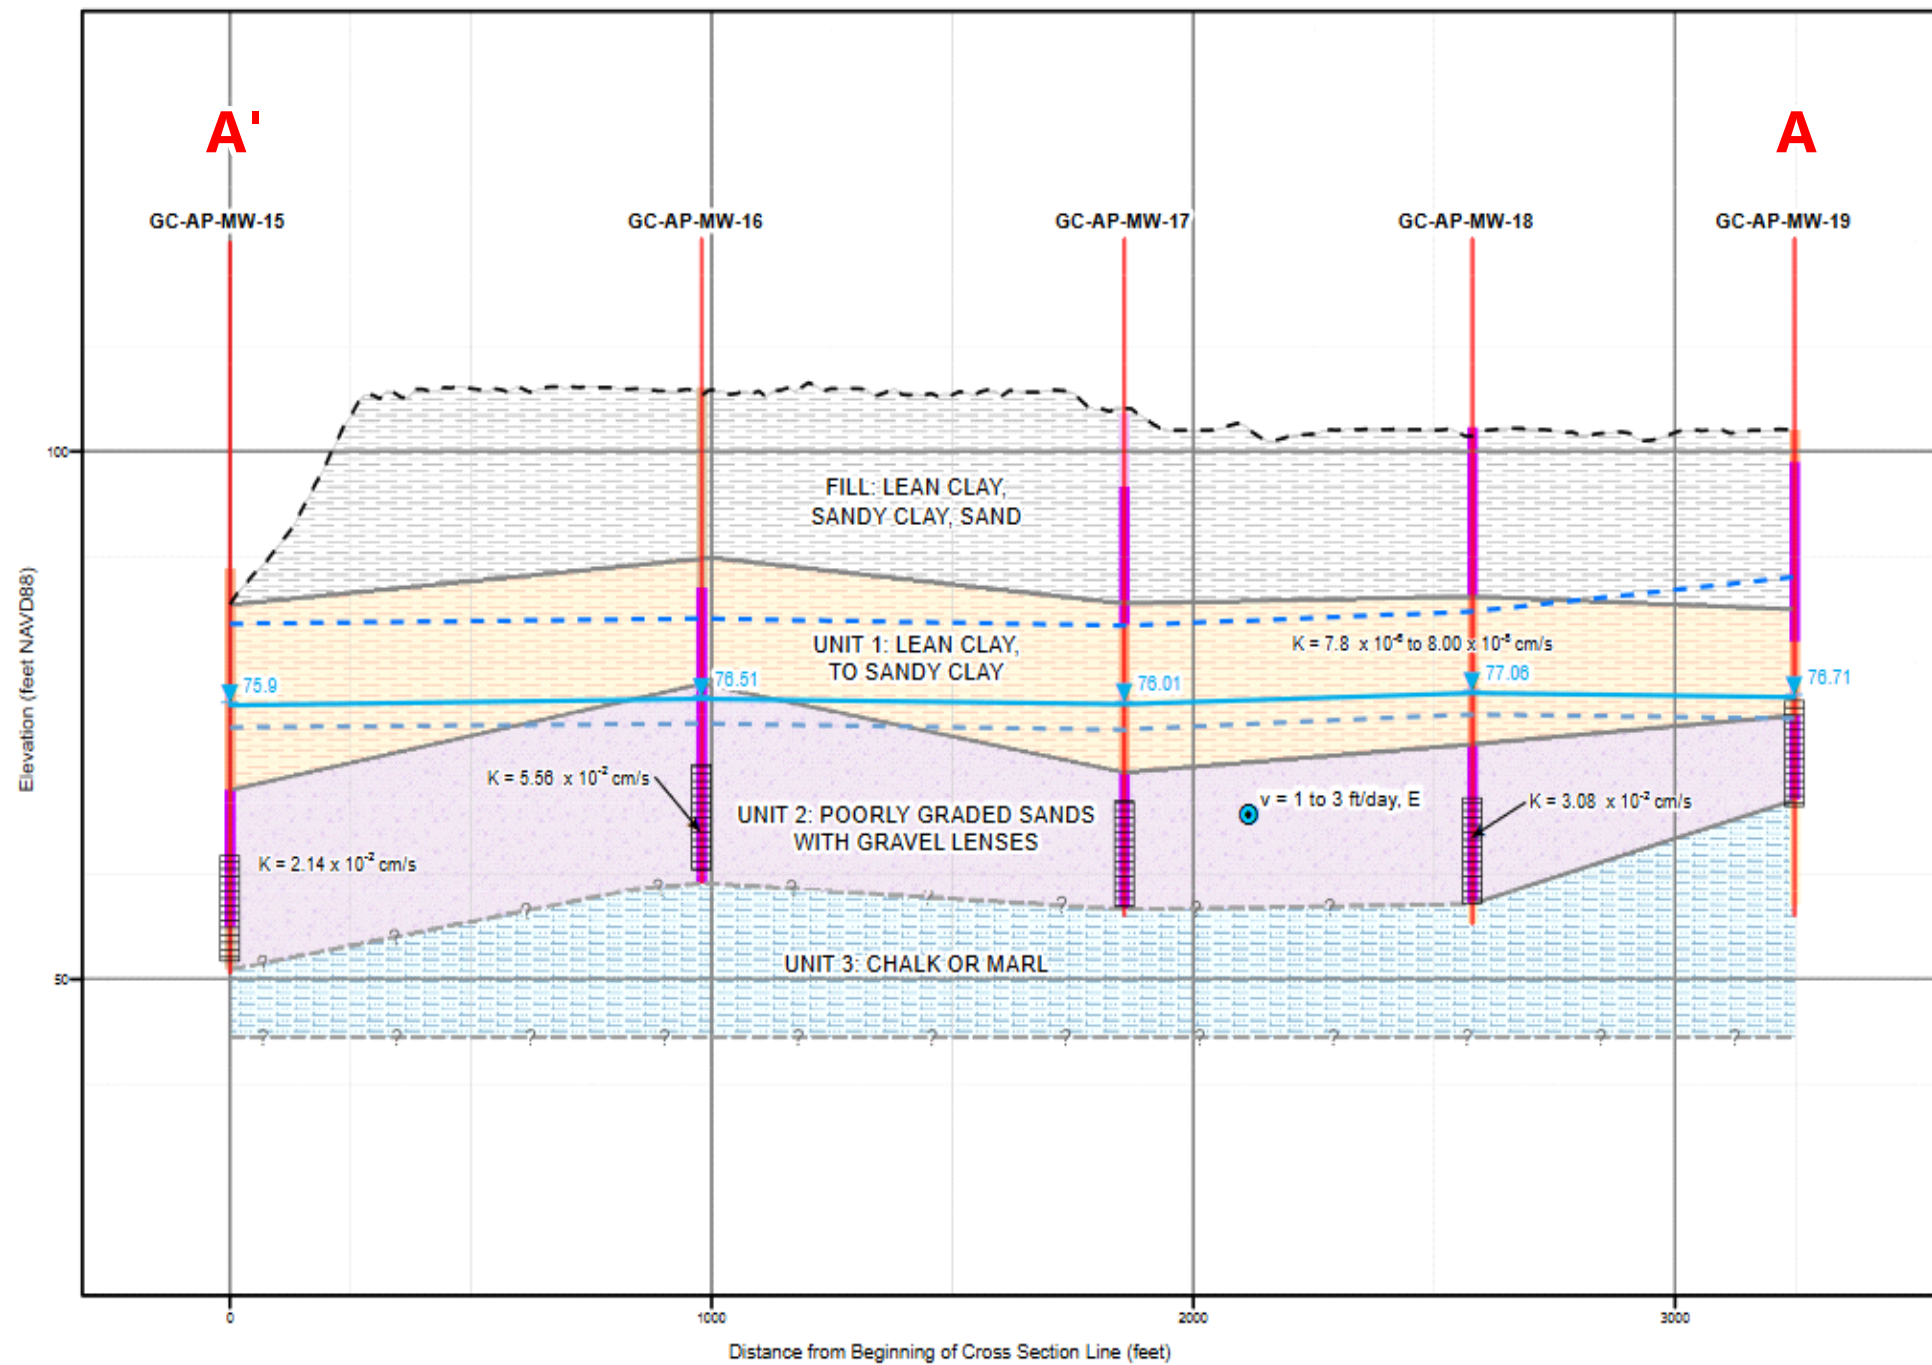 A'
A
GC-AP-MW-15
GC-AP-MW-16
GC-AP-MW-17
GC-AP-MW-18
GC-AP-MW-19
100
FILL: LEAN CLAY,
SANDY CLAY, SAND
UNIT 1: LEAN CLAY,
TO SANDY CLAY
K = 7.8 x 10⁻⁶ to 8.00 x 10⁻⁸ cm/s
75.9
76.51
76.01
77.06
76.71
K = 5.56 x 10⁻² cm/s
UNIT 2: POORLY GRADED SANDS
WITH GRAVEL LENSES
v = 1 to 3 ft/day, E
K = 3.08 x 10⁻² cm/s
K = 2.14 x 10⁻² cm/s
? ? ? ? ? ? ? ? ? ?
UNIT 3: CHALK OR MARL
50
? ? ? ? ? ? ? ? ? ? ? ?
Elevation (feet NAVD88)
0
1000
2000
3000
Distance from Beginning of Cross Section Line (feet)